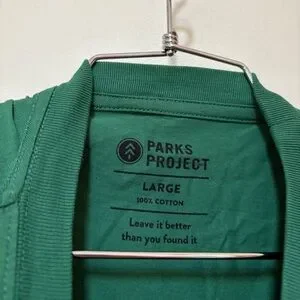 PARKS
PROJECT
LARGE
100% COTTON
Leave it better
than you found it